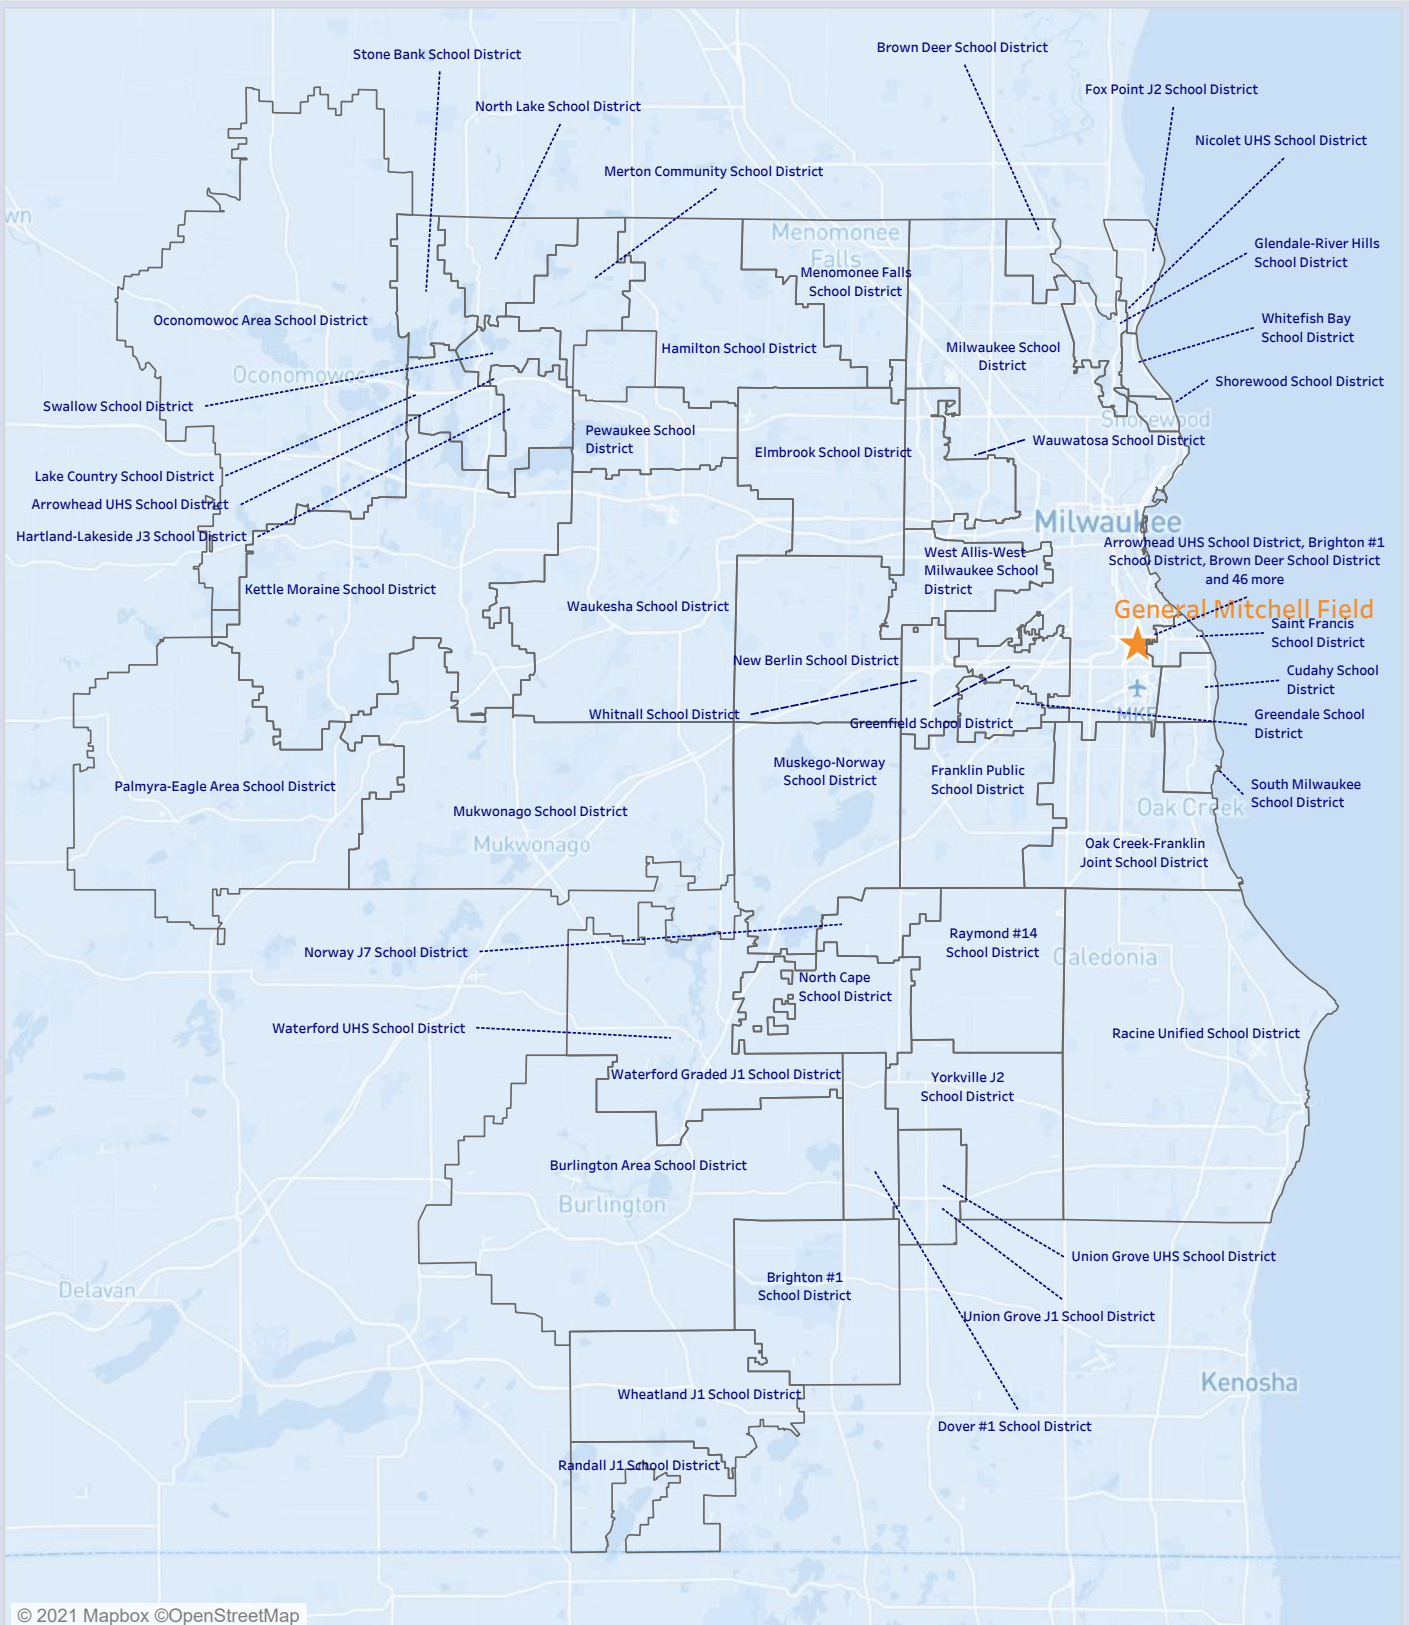 Stone Bank School District
Brown Deer School District
Fox Point J2 School District
North Lake School District
Nicolet UHS School District
Merton Community School District
wn
Menomonee
Falls
Glendale-River Hills
School District
Menomonee Falls
School District
Oconomowoc Area School District
Whitefish Bay
School District
Hamilton School District
Milwaukee School
District
Oconomowoc
Shorewood School District
Swallow School District
Shorewood
Pewaukee School
District
Wauwatosa School District
Elmbrook School District
Lake Country School District
Arrowhead UHS School District
Milwaukee
Hartland-Lakeside J3 School District
Arrowhead UHS School District, Brighton #1
School District, Brown Deer School District
and 46 more
West Allis-West
Milwaukee School
District
Kettle Moraine School District
Waukesha School District
General Mitchell Field
Saint Francis
School District
New Berlin School District
Cudahy School
District
Whitnall School District
MKE
Greenfield School District
Greendale School
District
Muskego-Norway
School District
Franklin Public
School District
Palmyra-Eagle Area School District
South Milwaukee
School District
Oak Creek
Mukwonago School District
Mukwonago
Oak Creek-Franklin
Joint School District
Norway J7 School District
Raymond #14
School District
Caledonia
North Cape
School District
Waterford UHS School District
Racine Unified School District
Waterford Graded J1 School District
Yorkville J2
School District
Burlington Area School District
Burlington
Union Grove UHS School District
Delavan
Brighton #1
School District
Union Grove J1 School District
Kenosha
Wheatland J1 School District
Dover #1 School District
Randall J1 School District
© 2021 Mapbox ©OpenStreetMap